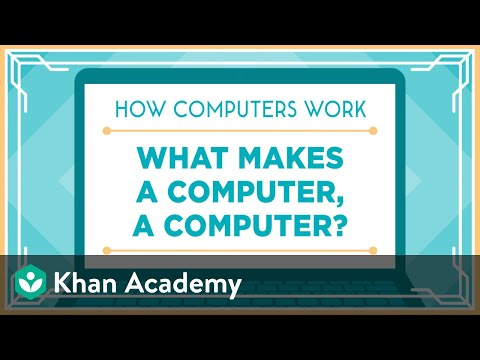 HOW COMPUTERS WORK
WHAT MAKES
A COMPUTER,
A COMPUTER?
Khan Academy